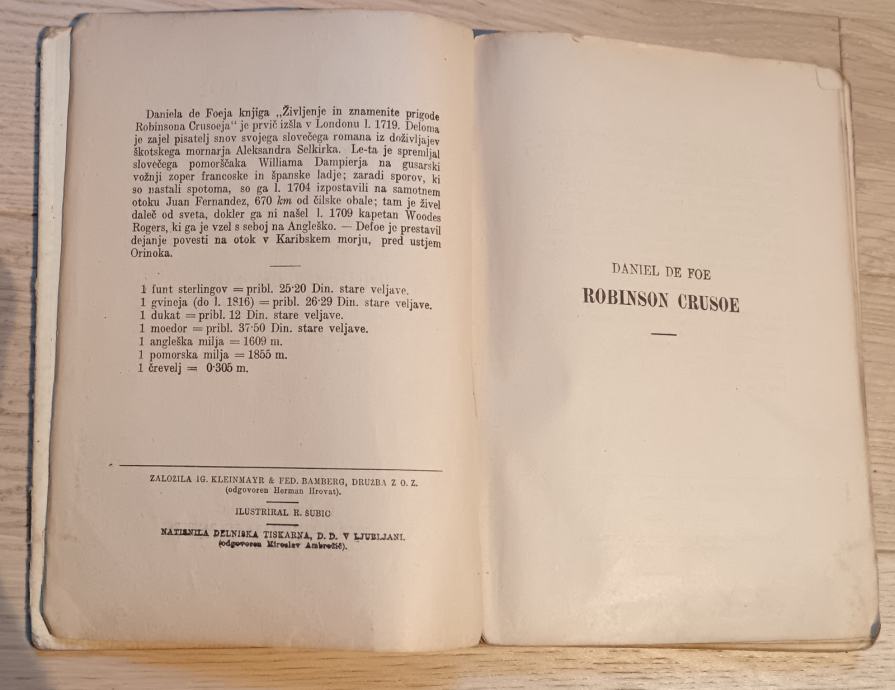 Daniela de Foeja knjiga „Življenje in znamenite prigode
Robinsona Crusoeja“ je prvič izšla v Londonu l. 1719. Deloma
je zajel pisatelj snov svojega slovečega romana iz doživljajev
škotskega mornarja Aleksandra Selkirka. Le-ta je spremljal
slovečega pomorščaka Williama Dampierja na gusarski
vožnji zoper francoske in španske ladje; zaradi sporov, ki
so nastali spotoma, so ga l. 1704 izpostavili na samotnem
otoku Juan Fernandez, 670 km od čilske obale; tam je živel
daleč od sveta, dokler ga ni našel l. 1709 kapetan Woodes
Rogers, ki ga je vzel s seboj na Angleško. — Defoe je prestavil
dejanje povesti na otok v Karibskem morju, pred ustjem
Orinoka.
1 funt sterlingov = pribl. 25·20 Din. stare veljave.
1 gvineja (do l. 1816) = pribl. 26·29 Din. stare veljave.
1 dukat = pribl. 12 Din. stare veljave.
1 moedor = pribl. 37·50 Din. stare veljave.
1 angleška milja = 1609 m.
1 pomorska milja = 1855 m.
1 črevelj = 0·305 m.
ZALOŽILA IG. KLEINMAYR & FED. BAMBERG, DRUŽBA Z O. Z.
(odgovoren Herman Hrovat).
ILUSTRIRAL R. ŠUBIC
NATISNILA DELNIŠKA TISKARNA, D. D. V LJUBLJANI.
(odgovoren Miroslav Ambrožič).
DANIEL DE FOE
ROBINSON CRUSOE